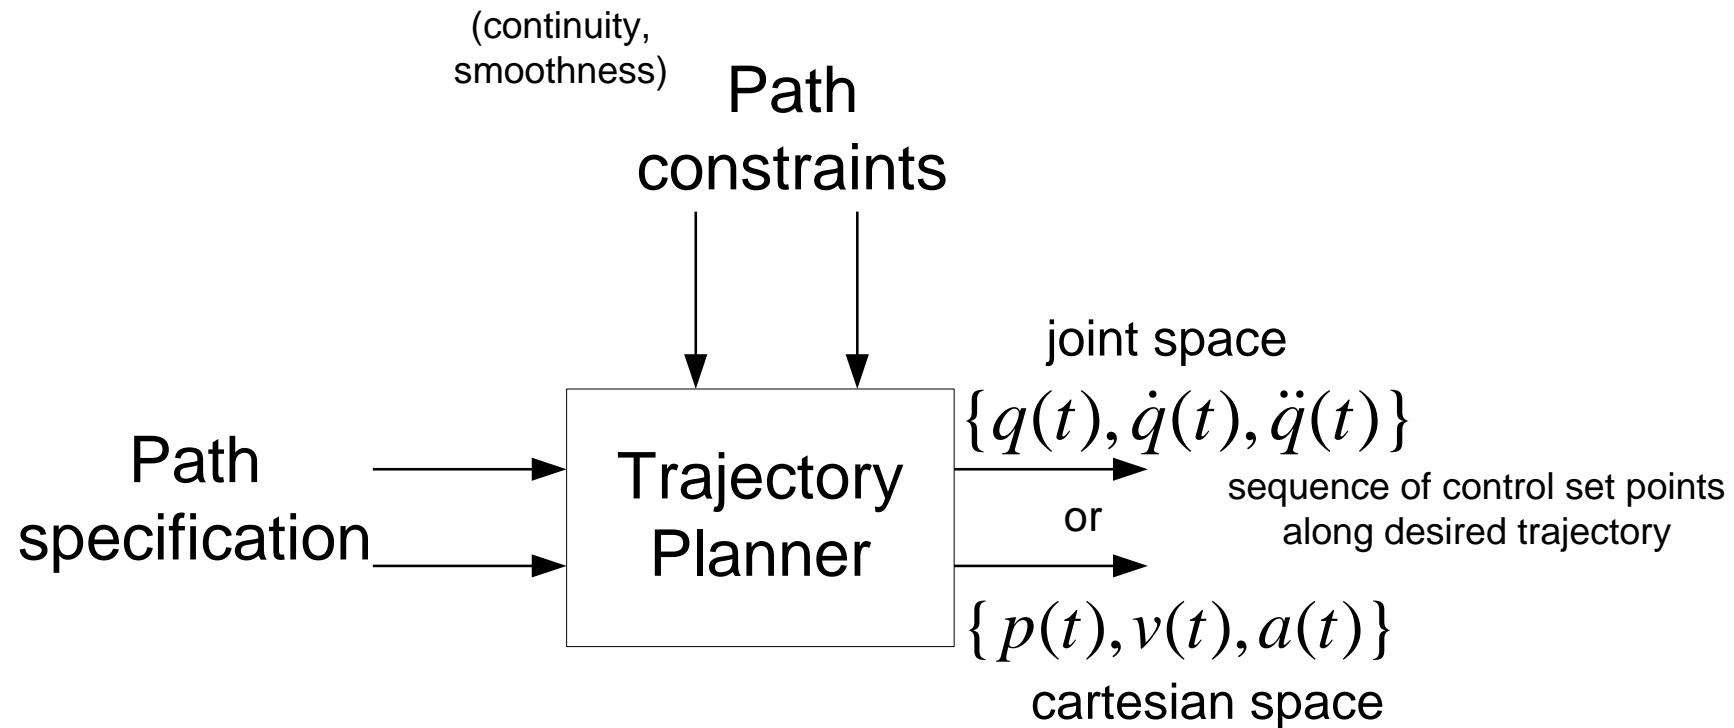 (continuity,
smoothness)
Path
constraints
joint space
{q(t), q̇(t), q̈(t)}
Path
specification
Trajectory
Planner
or
sequence of control set points
along desired trajectory
{p(t), v(t), a(t)}
cartesian space